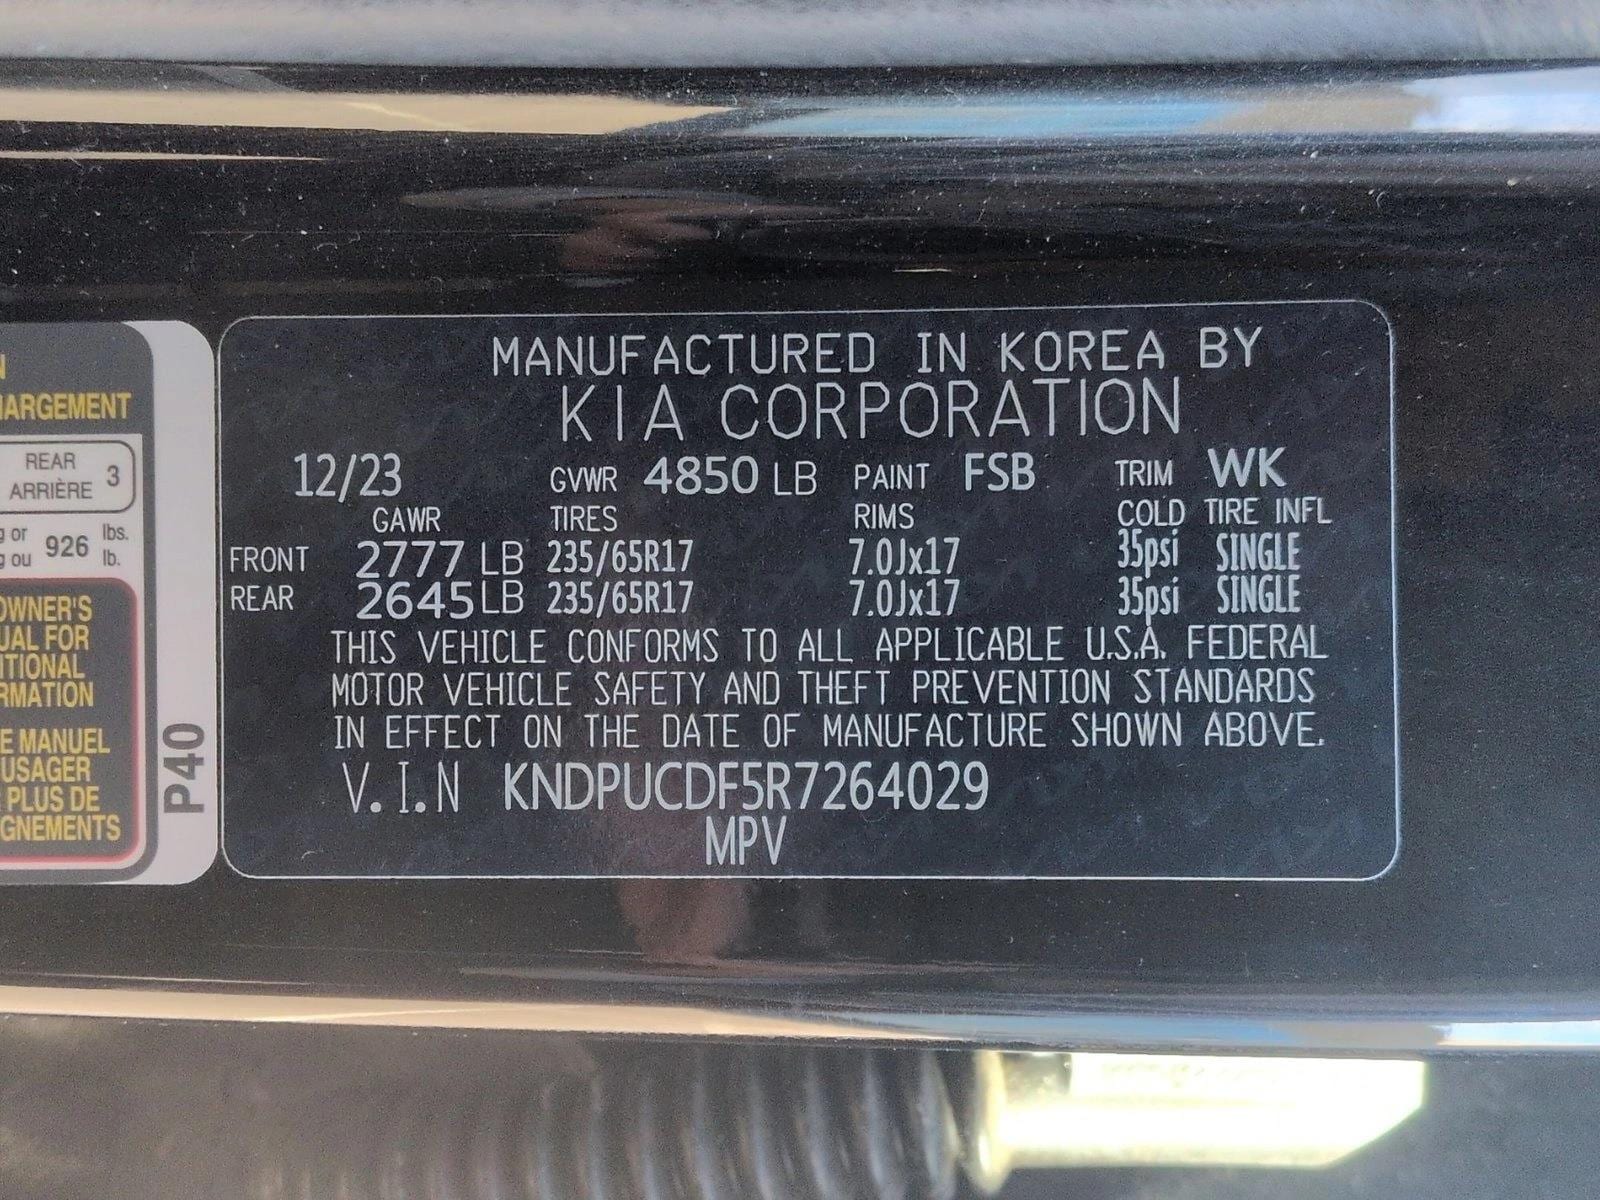 N
HARGEMENT
REAR
ARRIÈRE 3
g or
g ou 926 lbs.
lb.
OWNER'S
UAL FOR
ITIONAL
RMATION
E MANUEL
USAGER
PLUS DE
GNEMENTS
P40
MANUFACTURED IN KOREA BY
KIA CORPORATION
12/23 GVWR 4850 LB PAINT FSB TRIM WK
GAWR TIRES RIMS COLD TIRE INFL
FRONT 2777 LB 235/65R17 7.0Jx17 35psi SINGLE
REAR 2645 LB 235/65R17 7.0Jx17 35psi SINGLE
THIS VEHICLE CONFORMS TO ALL APPLICABLE U.S.A. FEDERAL
MOTOR VEHICLE SAFETY AND THEFT PREVENTION STANDARDS
IN EFFECT ON THE DATE OF MANUFACTURE SHOWN ABOVE.
V.I.N KNDPUCDF5R7264029
MPV